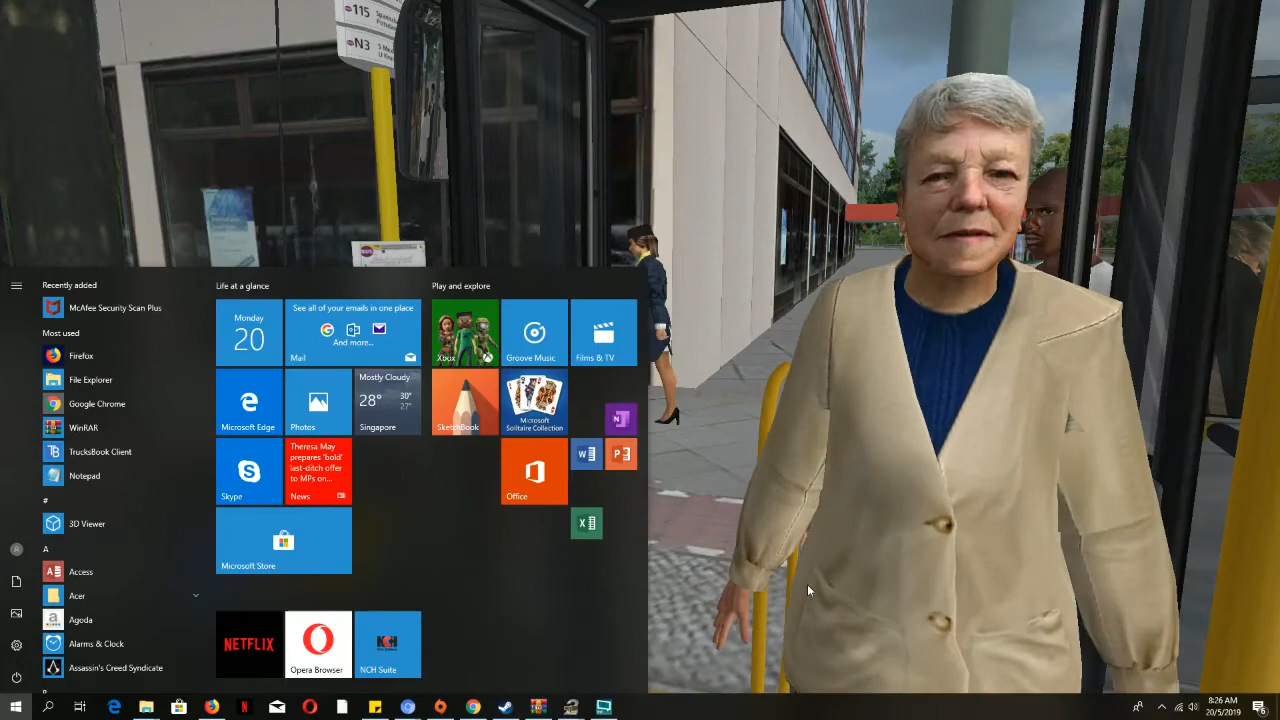 115
N3
Recently added
McAfee Security Scan Plus
Most used
Firefox
File Explorer
Google Chrome
WinRAR
TrucksBook Client
Notepad
#
3D Viewer
A
Access
Acer
Agoda
Alarms & Clock
Assassin's Creed Syndicate
Life at a glance
Monday
20
See all of your emails in one place
And more...
Mail
Microsoft Edge
Photos
Mostly Cloudy
28° 30°
27°
Singapore
Skype
Theresa May
prepares 'bold'
last-ditch offer
to MPs on...
News
Microsoft Store
NETFLIX
Opera Browser
NCH
NCH Suite
Play and explore
Xbox
Groove Music
Films & TV
SketchBook
Microsoft
Solitaire Collection
Office
8:26 AM
20/5/2019
6